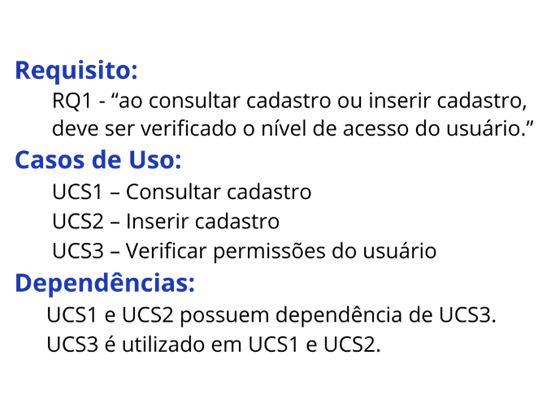 Requisito:
RQ1 - “ao consultar cadastro ou inserir cadastro,
deve ser verificado o nível de acesso do usuário.”
Casos de Uso:
UCS1 – Consultar cadastro
UCS2 – Inserir cadastro
UCS3 – Verificar permissões do usuário
Dependências:
UCS1 e UCS2 possuem dependência de UCS3.
UCS3 é utilizado em UCS1 e UCS2.